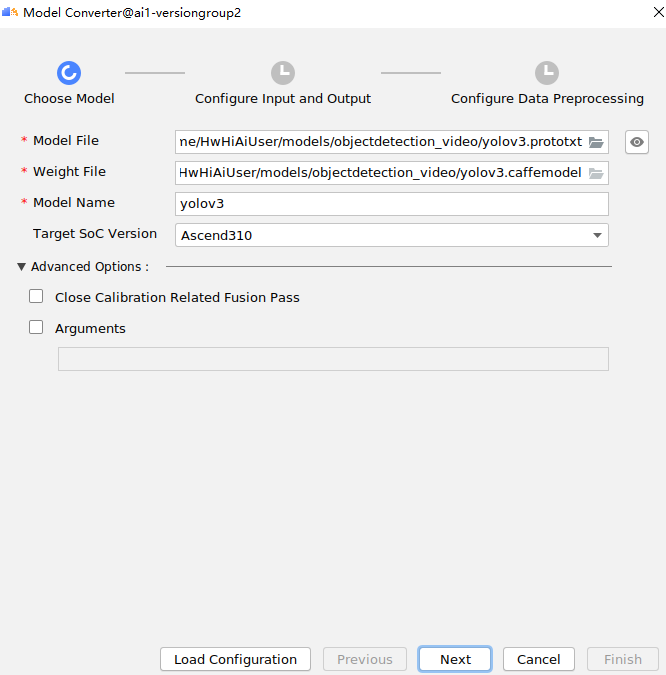 Model Converter@ai1-versiongroup2
Choose Model
Configure Input and Output
Configure Data Preprocessing
* Model File
ne/HwHiAiUser/models/objectdetection_video/yolov3.prototxt
* Weight File
HwHiAiUser/models/objectdetection_video/yolov3.caffemodel
* Model Name
yolov3
Target SoC Version
Ascend310
Advanced Options :
Close Calibration Related Fusion Pass
Arguments
Load Configuration
Previous
Next
Cancel
Finish